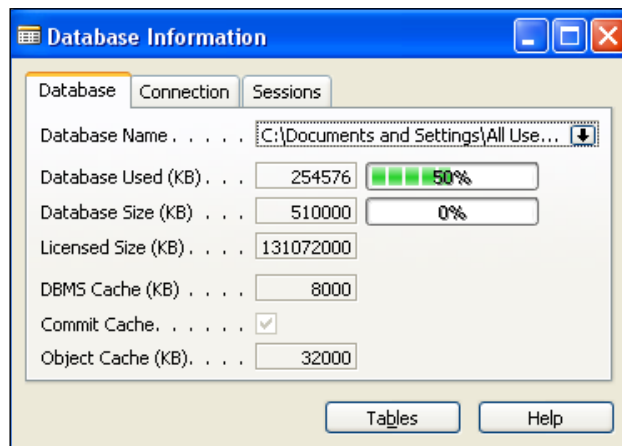 Database Information
Database Connection Sessions
Database Name . . . . . C:\Documents and Settings\All Use...
Database Used (KB) . . . 254576 50%
Database Size (KB) . . . 510000 0%
Licensed Size (KB) . . . . 131072000
DBMS Cache (KB) . . . . 8000
Commit Cache. . . . . .
Object Cache (KB). . . . 32000
Tables Help